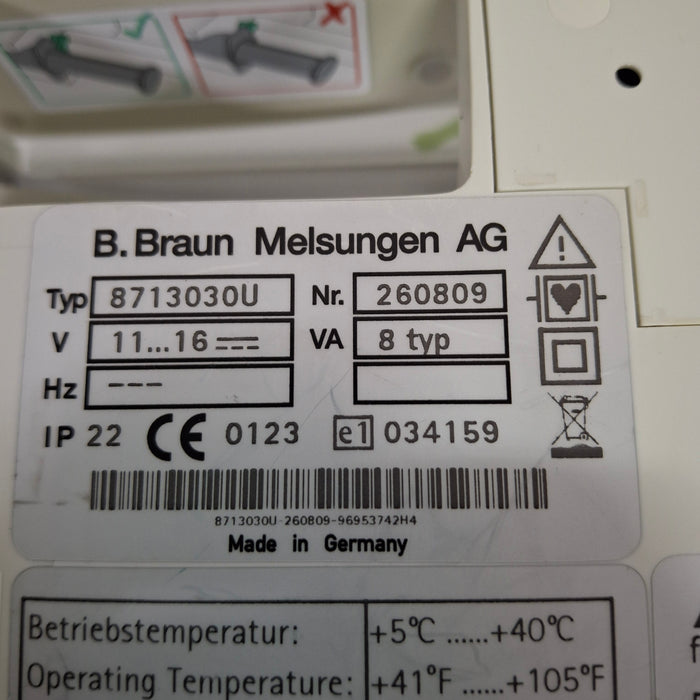 B. Braun Melsungen AG
Typ 8713030U Nr. 260809
V 11...16 VA 8 typ
Hz ---
IP 22 CE 0123 e1 034159
8713030U-260809-96953742H4
Made in Germany
Betriebstemperatur: +5°C ......+40°C
Operating Temperature: +41°F ......+105°F